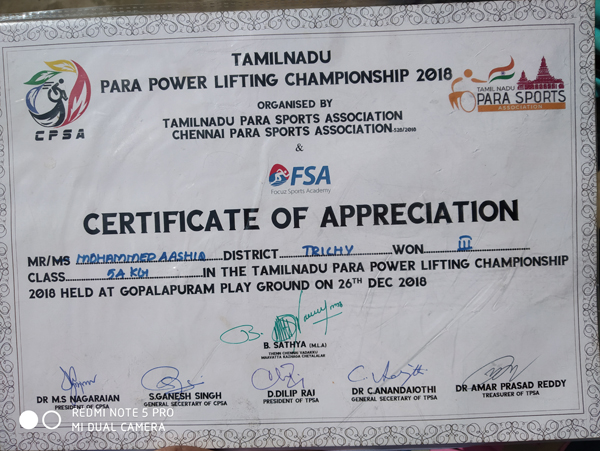 TAMILNADU
PARA POWER LIFTING CHAMPIONSHIP 2018
CPSA
TAMIL NADU
PARA SPORTS
ASSOCIATION
ORGANISED BY
TAMILNADU PARA SPORTS ASSOCIATION
CHENNAI PARA SPORTS ASSOCIATION-520/2018
&
FSA
Focuz Sports Academy
CERTIFICATE OF APPRECIATION
MR/MS MOHAMMED AASHIQ DISTRICT TRICHY WON III
CLASS 54 KG IN THE TAMILNADU PARA POWER LIFTING CHAMPIONSHIP
2018 HELD AT GOPALAPURAM PLAY GROUND ON 26TH DEC 2018
B. SATHYA (M.L.A)
DR M.S NAGARAJAN
PRESIDENT OF CPSA
S.GANESH SINGH
GENERAL SECRETARY OF CPSA
D.DILIP RAJ
PRESIDENT OF TPSA
DR C.ANANDAJOTHI
GENERAL SECRETARY OF TPSA
DR AMAR PRASAD REDDY
TREASURER OF TPSA
REDMI NOTE 5 PRO
MI DUAL CAMERA